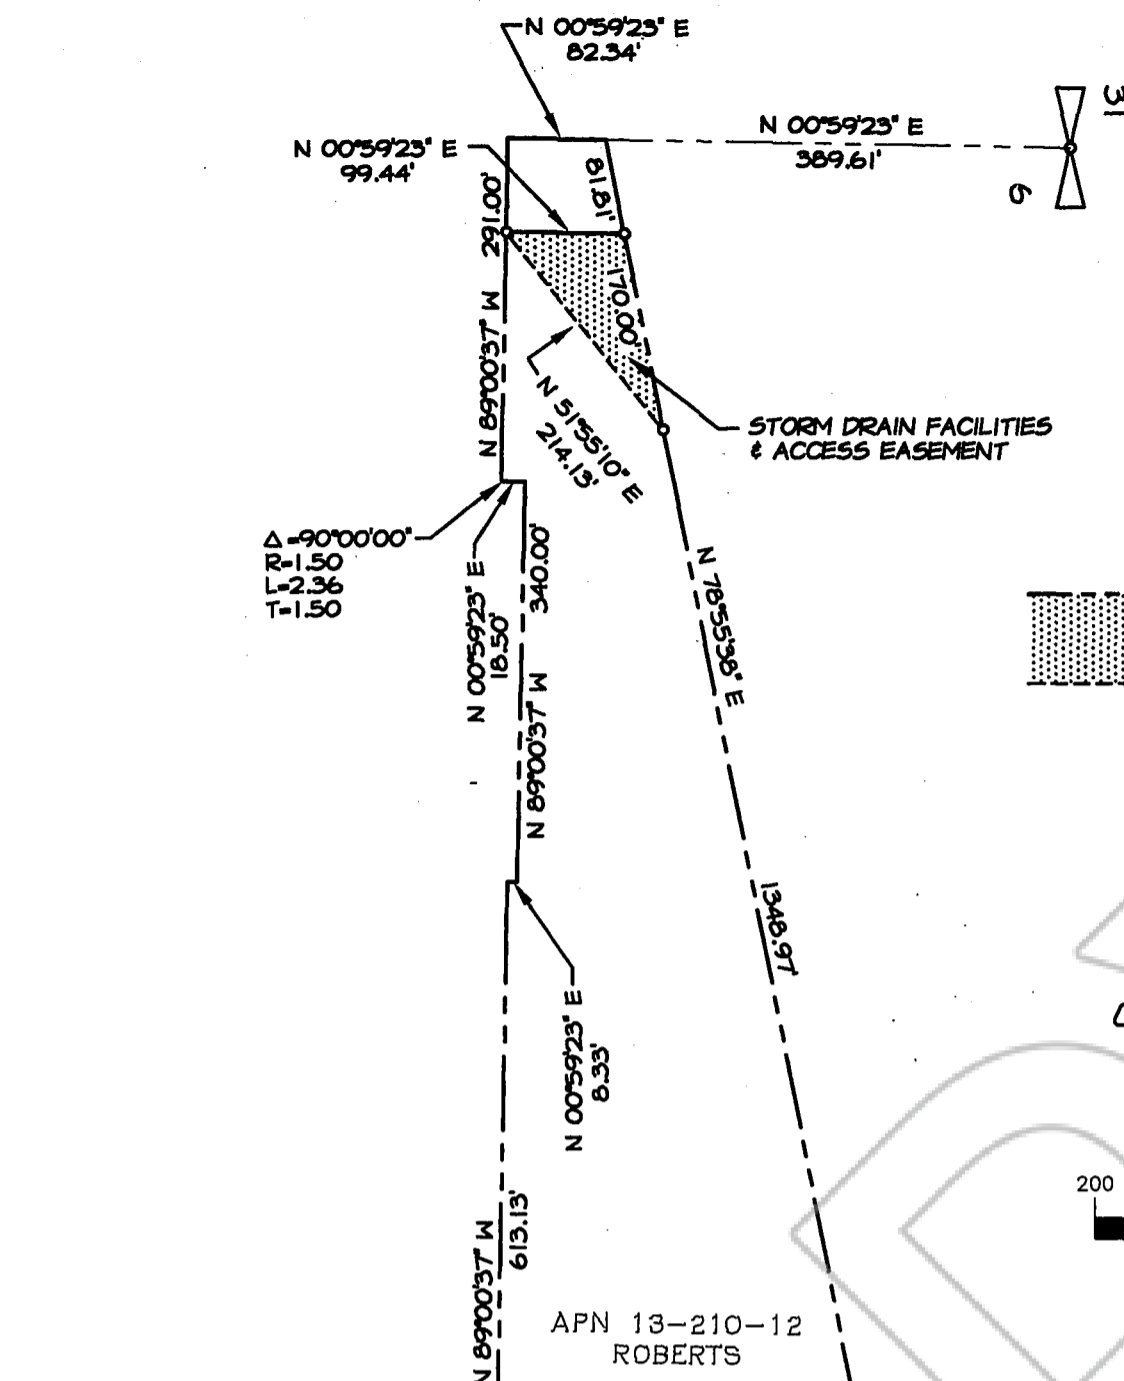 N 00°59'23" E
82.34'
N 00°59'23" E
389.61'
31
6
N 00°59'23" E
99.44'
81.81'
291.00'
N 89°00'37" W
170.00'
N 51°55'10" E
214.13'
STORM DRAIN FACILITIES
& ACCESS EASEMENT
Δ=90°00'00"
R=1.50
L=2.36
T=1.50
N 00°59'23" E
18.50'
340.00'
N 89°00'37" W
N 78°55'38" E
1348.97'
N 00°59'23" E
8.33'
613.13'
N 89°00'37" W
200
APN 13-210-12
ROBERTS